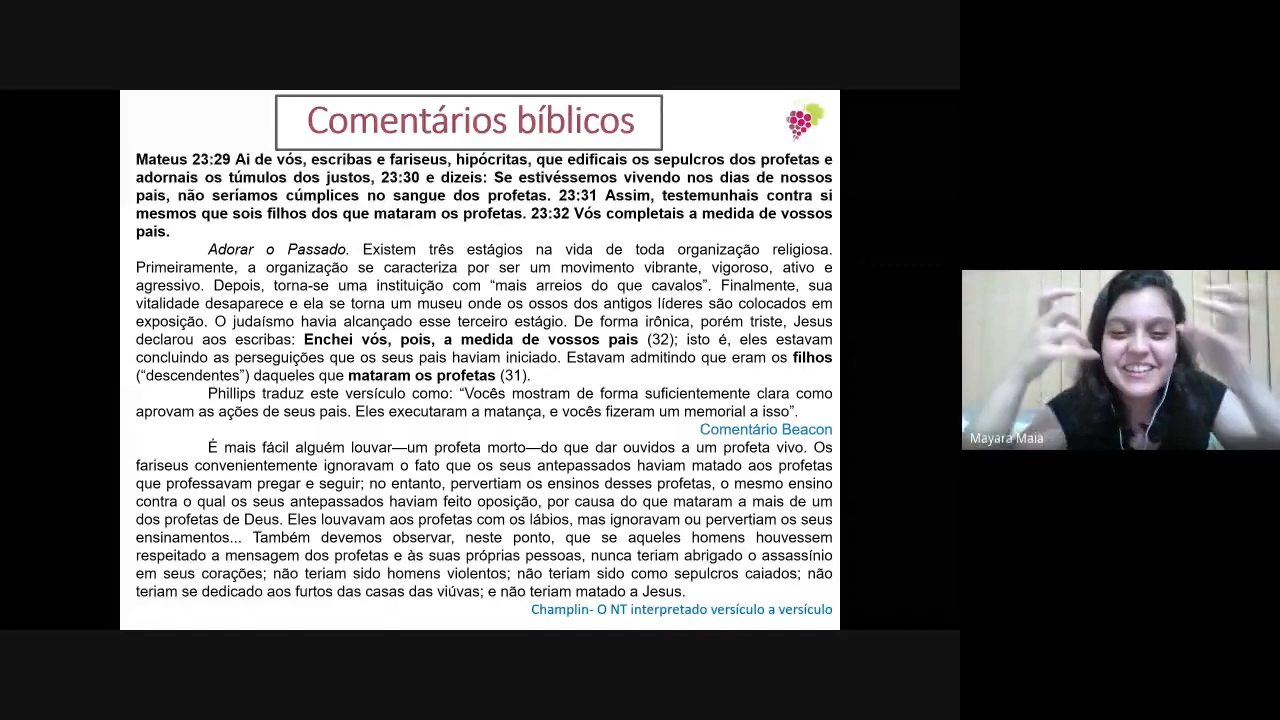 Comentários bíblicos
Mateus 23:29 Ai de vós, escribas e fariseus, hipócritas, que edificais os sepulcros dos profetas e
adornais os túmulos dos justos, 23:30 e dizeis: Se estivéssemos vivendo nos dias de nossos
pais, não seríamos cúmplices no sangue dos profetas. 23:31 Assim, testemunhais contra si
mesmos que sois filhos dos que mataram os profetas. 23:32 Vós completais a medida de vossos
pais.
Adorar o Passado. Existem três estágios na vida de toda organização religiosa.
Primeiramente, a organização se caracteriza por ser um movimento vibrante, vigoroso, ativo e
agressivo. Depois, torna-se uma instituição com “mais arreios do que cavalos”. Finalmente, sua
vitalidade desaparece e ela se torna um museu onde os ossos dos antigos líderes são colocados em
exposição. O judaísmo havia alcançado esse terceiro estágio. De forma irônica, porém triste, Jesus
declarou aos escribas: Enchei vós, pois, a medida de vossos pais (32); isto é, eles estavam
concluindo as perseguições que os seus pais haviam iniciado. Estavam admitindo que eram os filhos
(“descendentes”) daqueles que mataram os profetas (31).
Phillips traduz este versículo como: “Vocês mostram de forma suficientemente clara como
aprovam as ações de seus pais. Eles executaram a matança, e vocês fizeram um memorial a isso”.
Comentário Beacon
É mais fácil alguém louvar—um profeta morto—do que dar ouvidos a um profeta vivo. Os
fariseus convenientemente ignoravam o fato que os seus antepassados haviam matado aos profetas
que professavam pregar e seguir; no entanto, pervertiam os ensinos desses profetas, o mesmo ensino
contra o qual os seus antepassados haviam feito oposição, por causa do que mataram a mais de um
dos profetas de Deus. Eles louvavam aos profetas com os lábios, mas ignoravam ou pervertiam os seus
ensinamentos... Também devemos observar, neste ponto, que se aqueles homens houvessem
respeitado a mensagem dos profetas e às suas próprias pessoas, nunca teriam abrigado o assassínio
em seus corações; não teriam sido homens violentos; não teriam sido como sepulcros caiados; não
teriam se dedicado aos furtos das casas das viúvas; e não teriam matado a Jesus.
Champlin- O NT interpretado versículo a versículo
Mayara Maia